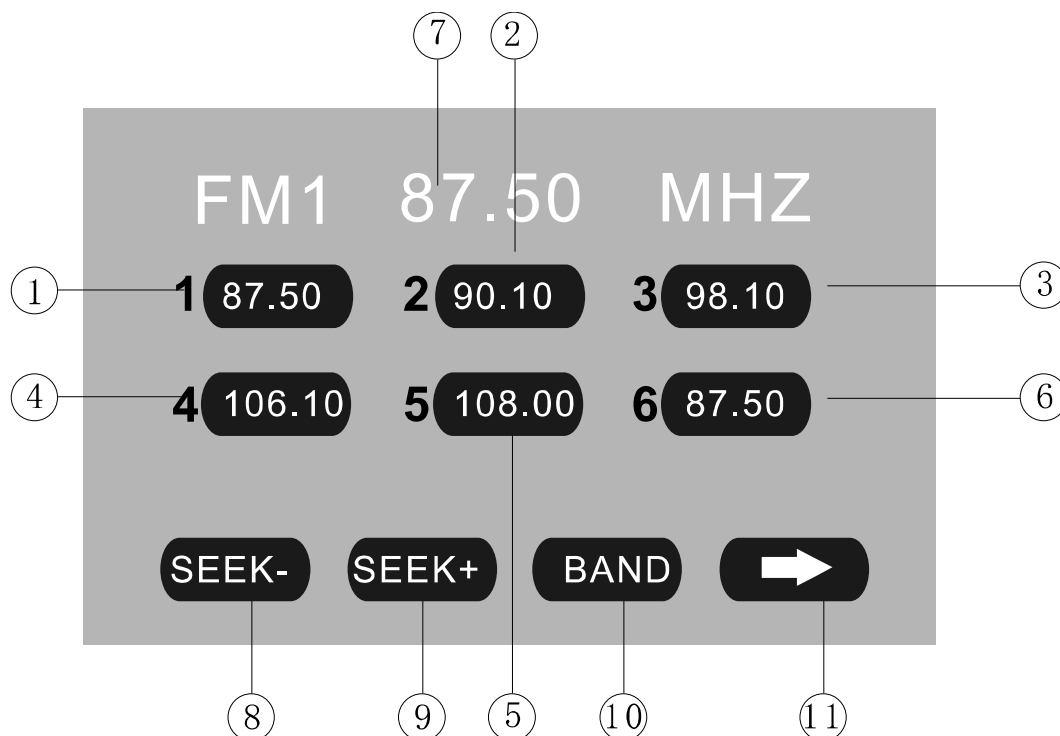 ⑦ ②
FM1 87.50 MHZ
① 1 87.50 2 90.10 3 98.10 ③
④ 4 106.10 5 108.00 6 87.50 ⑥
SEEK- SEEK+ BAND
⑧ ⑨ ⑤ ⑩ ⑪